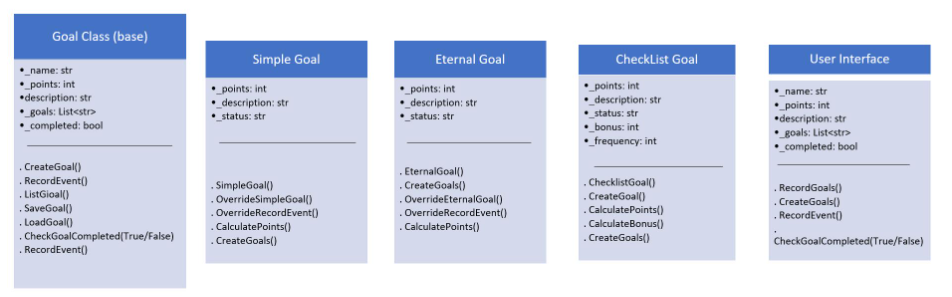 Goal Class (base)
•_name: str
•_points: int
•description: str
•_goals: List<str>
•_completed: bool
. CreateGoal()
. RecordEvent()
. ListGioal()
. SaveGoal()
. LoadGoal()
. CheckGoalCompleted(True/False)
. RecordEvent()
Simple Goal
•_points: int
•_description: str
•_status: str
. SimpleGoal()
. OverrideSimpleGoal()
. OverrideRecordEvent()
. CalculatePoints()
. CreateGoals()
Eternal Goal
•_points: int
•_description: str
•_status: str
. EternalGoal()
. CreateGoals()
. OverrideEternalGoal()
. OverrideRecordEvent()
. CalculatePoints()
CheckList Goal
•_points: int
•_description: str
•_status: str
•_bonus: int
•_frequency: int
. ChecklistGoal()
. CreateGoal()
. CalculatePoints()
. CalculateBonus()
. CreateGoals()
User Interface
•_name: str
•_points: int
•description: str
•_goals: List<str>
•_completed: bool
. RecordGoals()
. CreateGoals()
. RecordEvent()
.
CheckGoalCompleted(True/False)